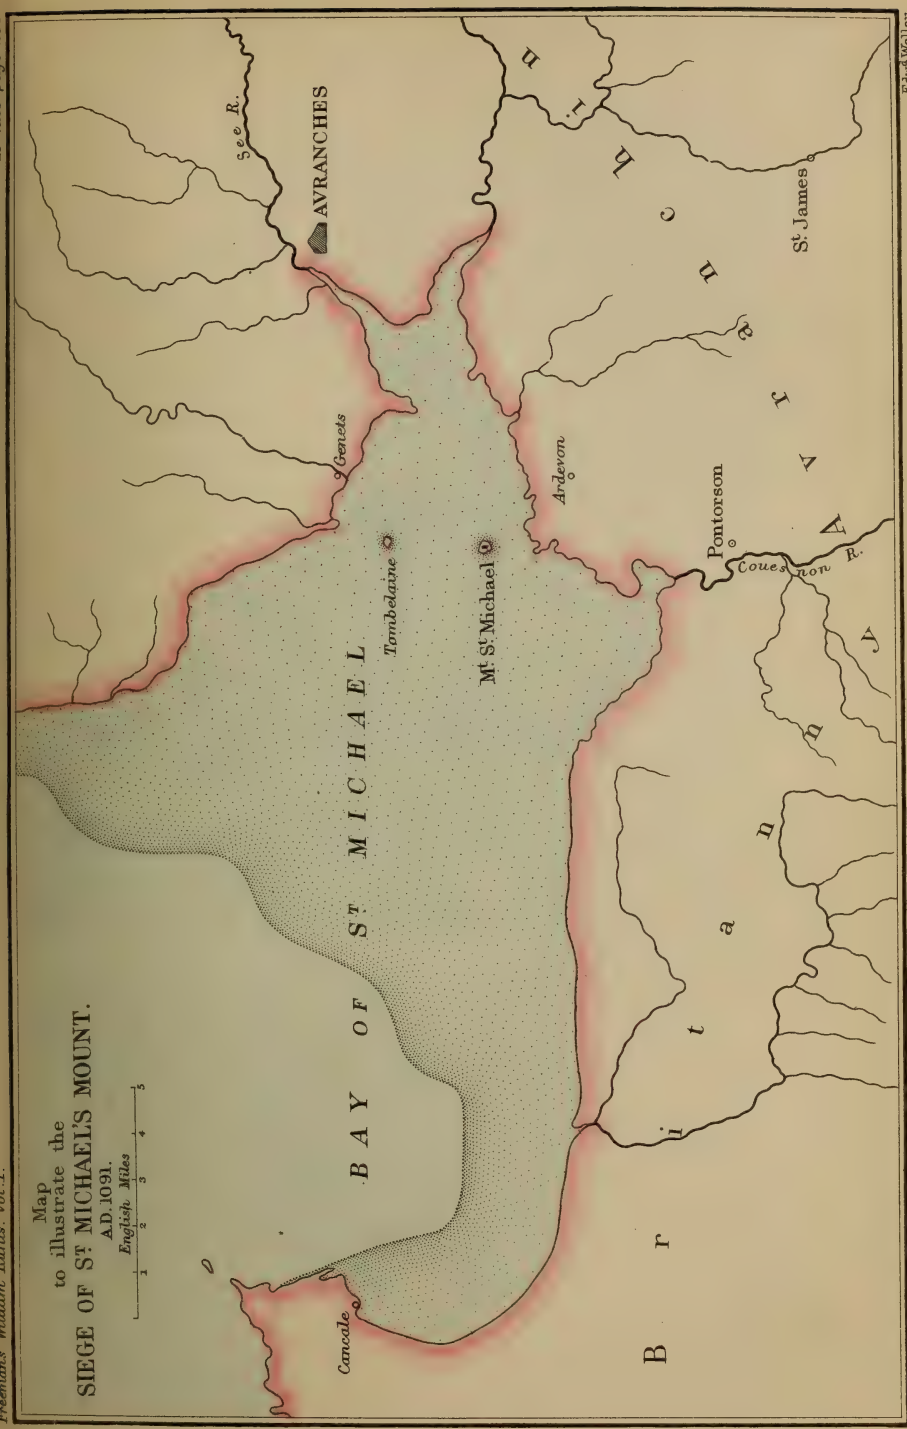 Freeman's William Rufus. Vol. I.
Map
to illustrate the
SIEGE OF ST MICHAEL'S MOUNT.
A.D. 1091.
English Miles
1 2 3 4 5
See R.
AVRANCHES
Genets
Tombelaine
Mt. St. Michael
BAY OF ST MICHAEL
Cancale
Ardevon
Pontorson
Couesnon R.
St. James
Avranchin
Britanny
Edwd. Weller